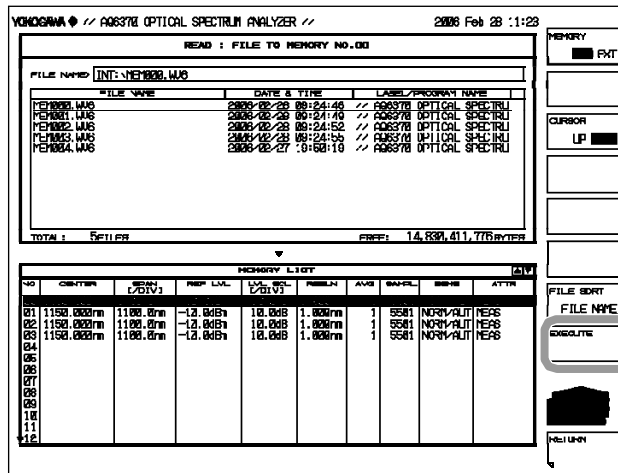 YOKOGAWA ◆ // AQ6370 OPTICAL SPECTRUM ANALYZER // 2006 Feb 28 11:23
READ : FILE TO MEMORY NO.00
FILE NAME INT:\MEM000.WV6
FILE NAME DATE & TIME LABEL/PROGRAM NAME
MEM000.WV6 2006/02/28 09:24:46 // AQ6370 OPTICAL SPECTRU
MEM001.WV6 2006/02/28 09:24:49 // AQ6370 OPTICAL SPECTRU
MEM002.WV6 2006/02/28 09:24:52 // AQ6370 OPTICAL SPECTRU
MEM003.WV6 2006/02/28 09:24:55 // AQ6370 OPTICAL SPECTRU
MEM004.WV6 2006/02/27 19:50:19 // AQ6370 OPTICAL SPECTRU
TOTAL: 5FILES FREE: 14,830,411,776BYTES
MEMORY LIST
NO CENTER SPAN [/DIV] REF LVL LVL SCL [/DIV] RESLN AVG SAMPL SENS ATTR
01 1150.000nm 1100.0nm -10.0dBm 10.0dB 1.000nm 1 5501 NORM/AUT MEAS
02 1150.000nm 1100.0nm -10.0dBm 10.0dB 1.000nm 1 5501 NORM/AUT MEAS
03 1150.000nm 1100.0nm -10.0dBm 10.0dB 1.000nm 1 5501 NORM/AUT MEAS
04
05
06
07
08
09
10
11
12
MEMORY
EXT
CURSOR
UP
FILE SORT
FILE NAME
EXECUTE
RETURN